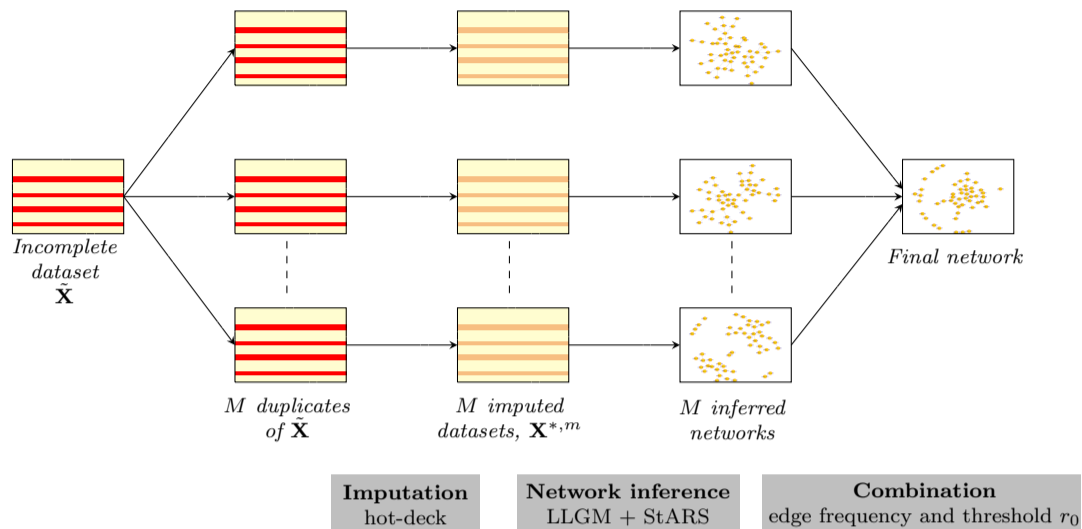 Incomplete
dataset
X̃
Final network
M duplicates
of X̃
M imputed
datasets, X*,m
M inferred
networks
Imputation
hot-deck
Network inference
LLGM + StARS
Combination
edge frequency and threshold r₀